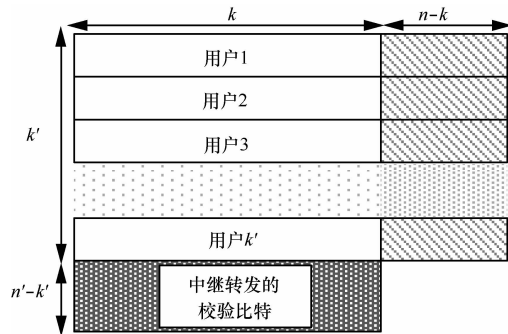 k
n-k
用户1
用户2
用户3
k′
用户k′
n′-k′
中继转发的
校验比特